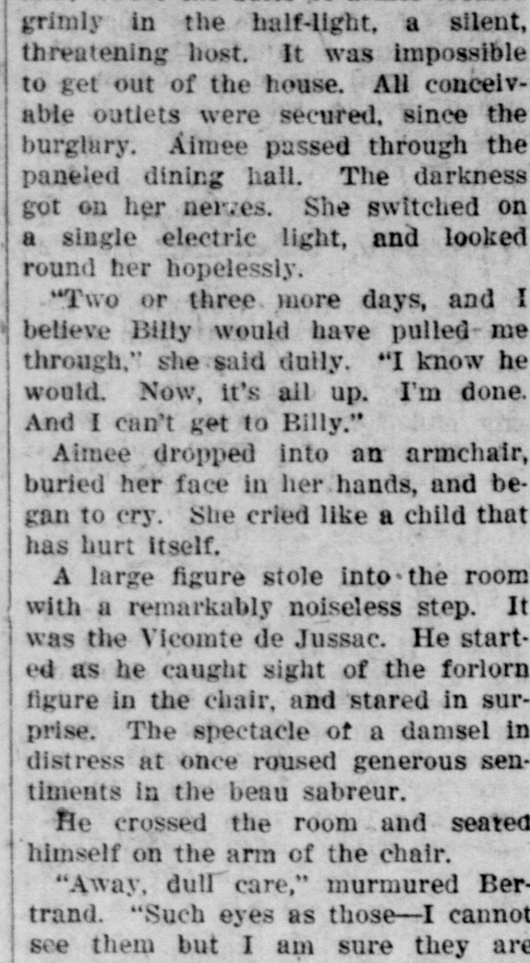 grimly in the half-light, a silent,
threatening host. It was impossible
to get out of the house. All conceiv-
able outlets were secured, since the
burglary. Aimee passed through the
paneled dining hall. The darkness
got on her nerves. She switched on
a single electric light, and looked
round her hopelessly.
"Two or three more days, and I
believe Billy would have pulled me
through," she said dully. "I know he
would. Now, it's all up. I'm done.
And I can't get to Billy."
Aimee dropped into an armchair,
buried her face in her hands, and be-
gan to cry. She cried like a child that
has hurt itself.
A large figure stole into the room
with a remarkably noiseless step. It
was the Vicomte de Jussac. He start-
ed as he caught sight of the forlorn
figure in the chair, and stared in sur-
prise. The spectacle of a damsel in
distress at once roused generous sen-
timents in the beau sabreur.
He crossed the room and seated
himself on the arm of the chair.
"Away, dull care," murmured Ber-
trand. "Such eyes as those—I cannot
see them but I am sure they are